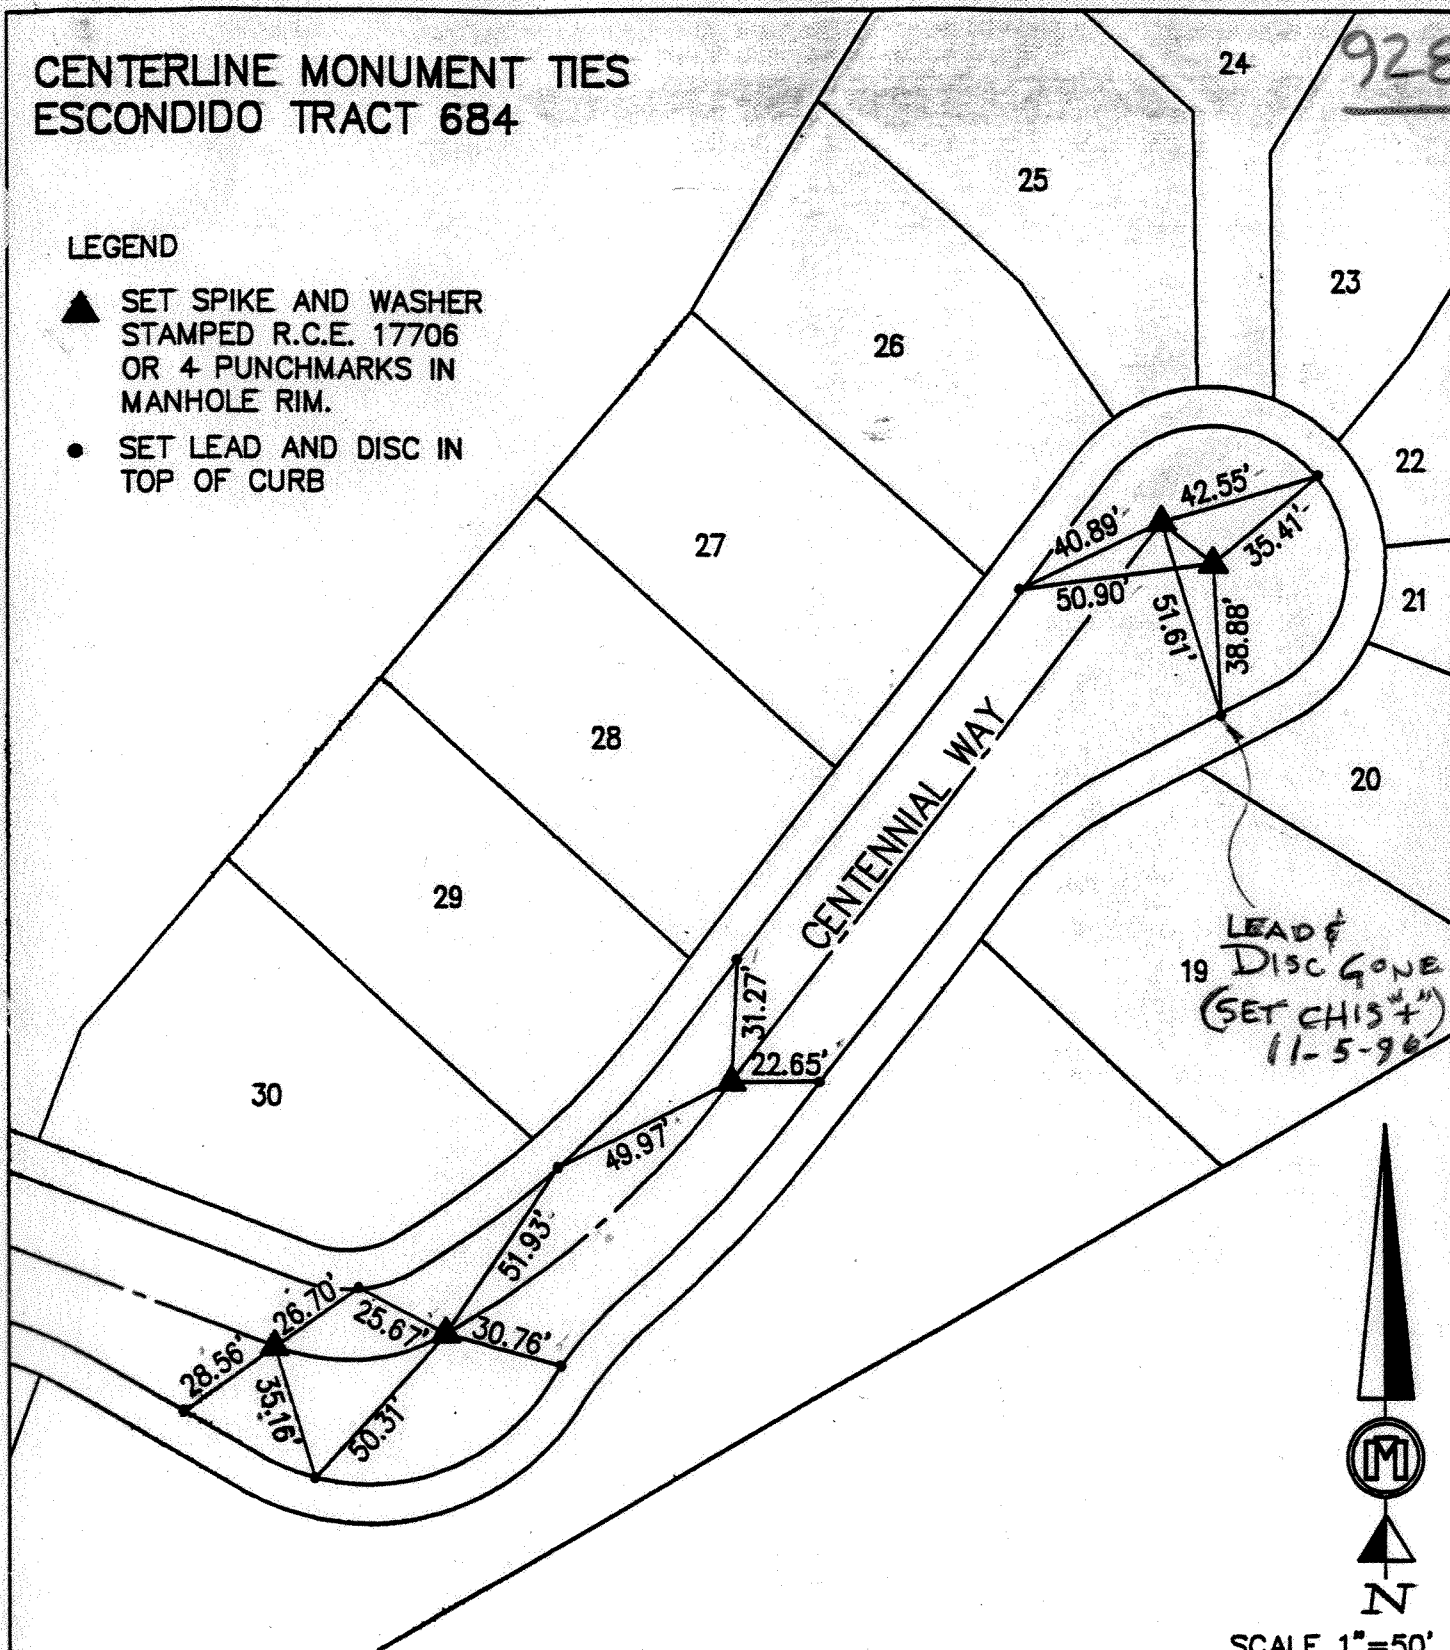 CENTERLINE MONUMENT TIES
ESCONDIDO TRACT 684
928
LEGEND
SET SPIKE AND WASHER
STAMPED R.C.E. 17706
OR 4 PUNCHMARKS IN
MANHOLE RIM.
SET LEAD AND DISC IN
TOP OF CURB
24
25
23
26
22
27
21
42.55'
40.89'
35.41'
50.90'
51.61'
38.88'
28
20
CENTENNIAL WAY
29
19
LEAD &
DISC GONE
(SET CHIS "+")
11-5-96
31.27'
22.65'
30
49.97'
51.93'
26.70'
25.67'
30.76'
28.56'
35.16'
50.31'
M
N
SCALE 1"=50'